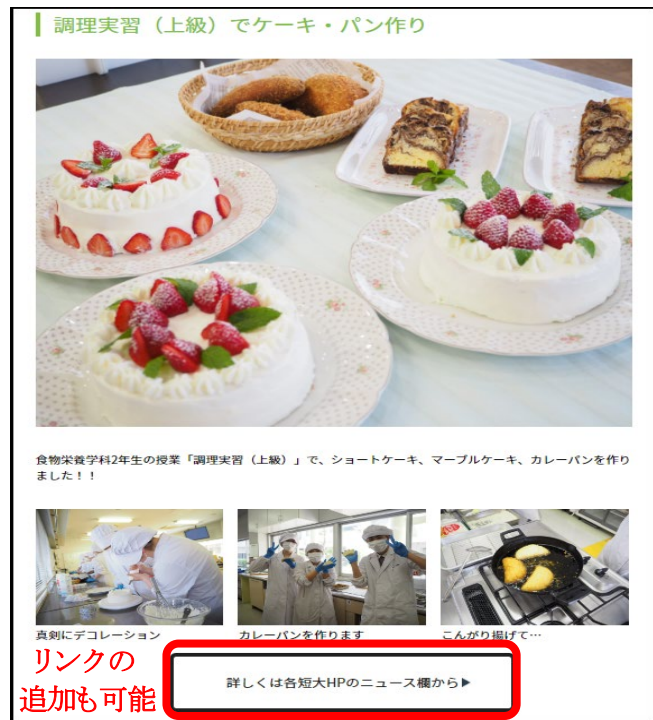 調理実習（上級）でケーキ・パン作り
食物栄養学科2年生の授業「調理実習（上級）」で、ショートケーキ、マーブルケーキ、カレーパンを作り
ました！！
真剣にデコレーション
カレーパンを作ります
こんがり揚げて…
リンクの
追加も可能
詳しくは各短大HPのニュース欄から▶